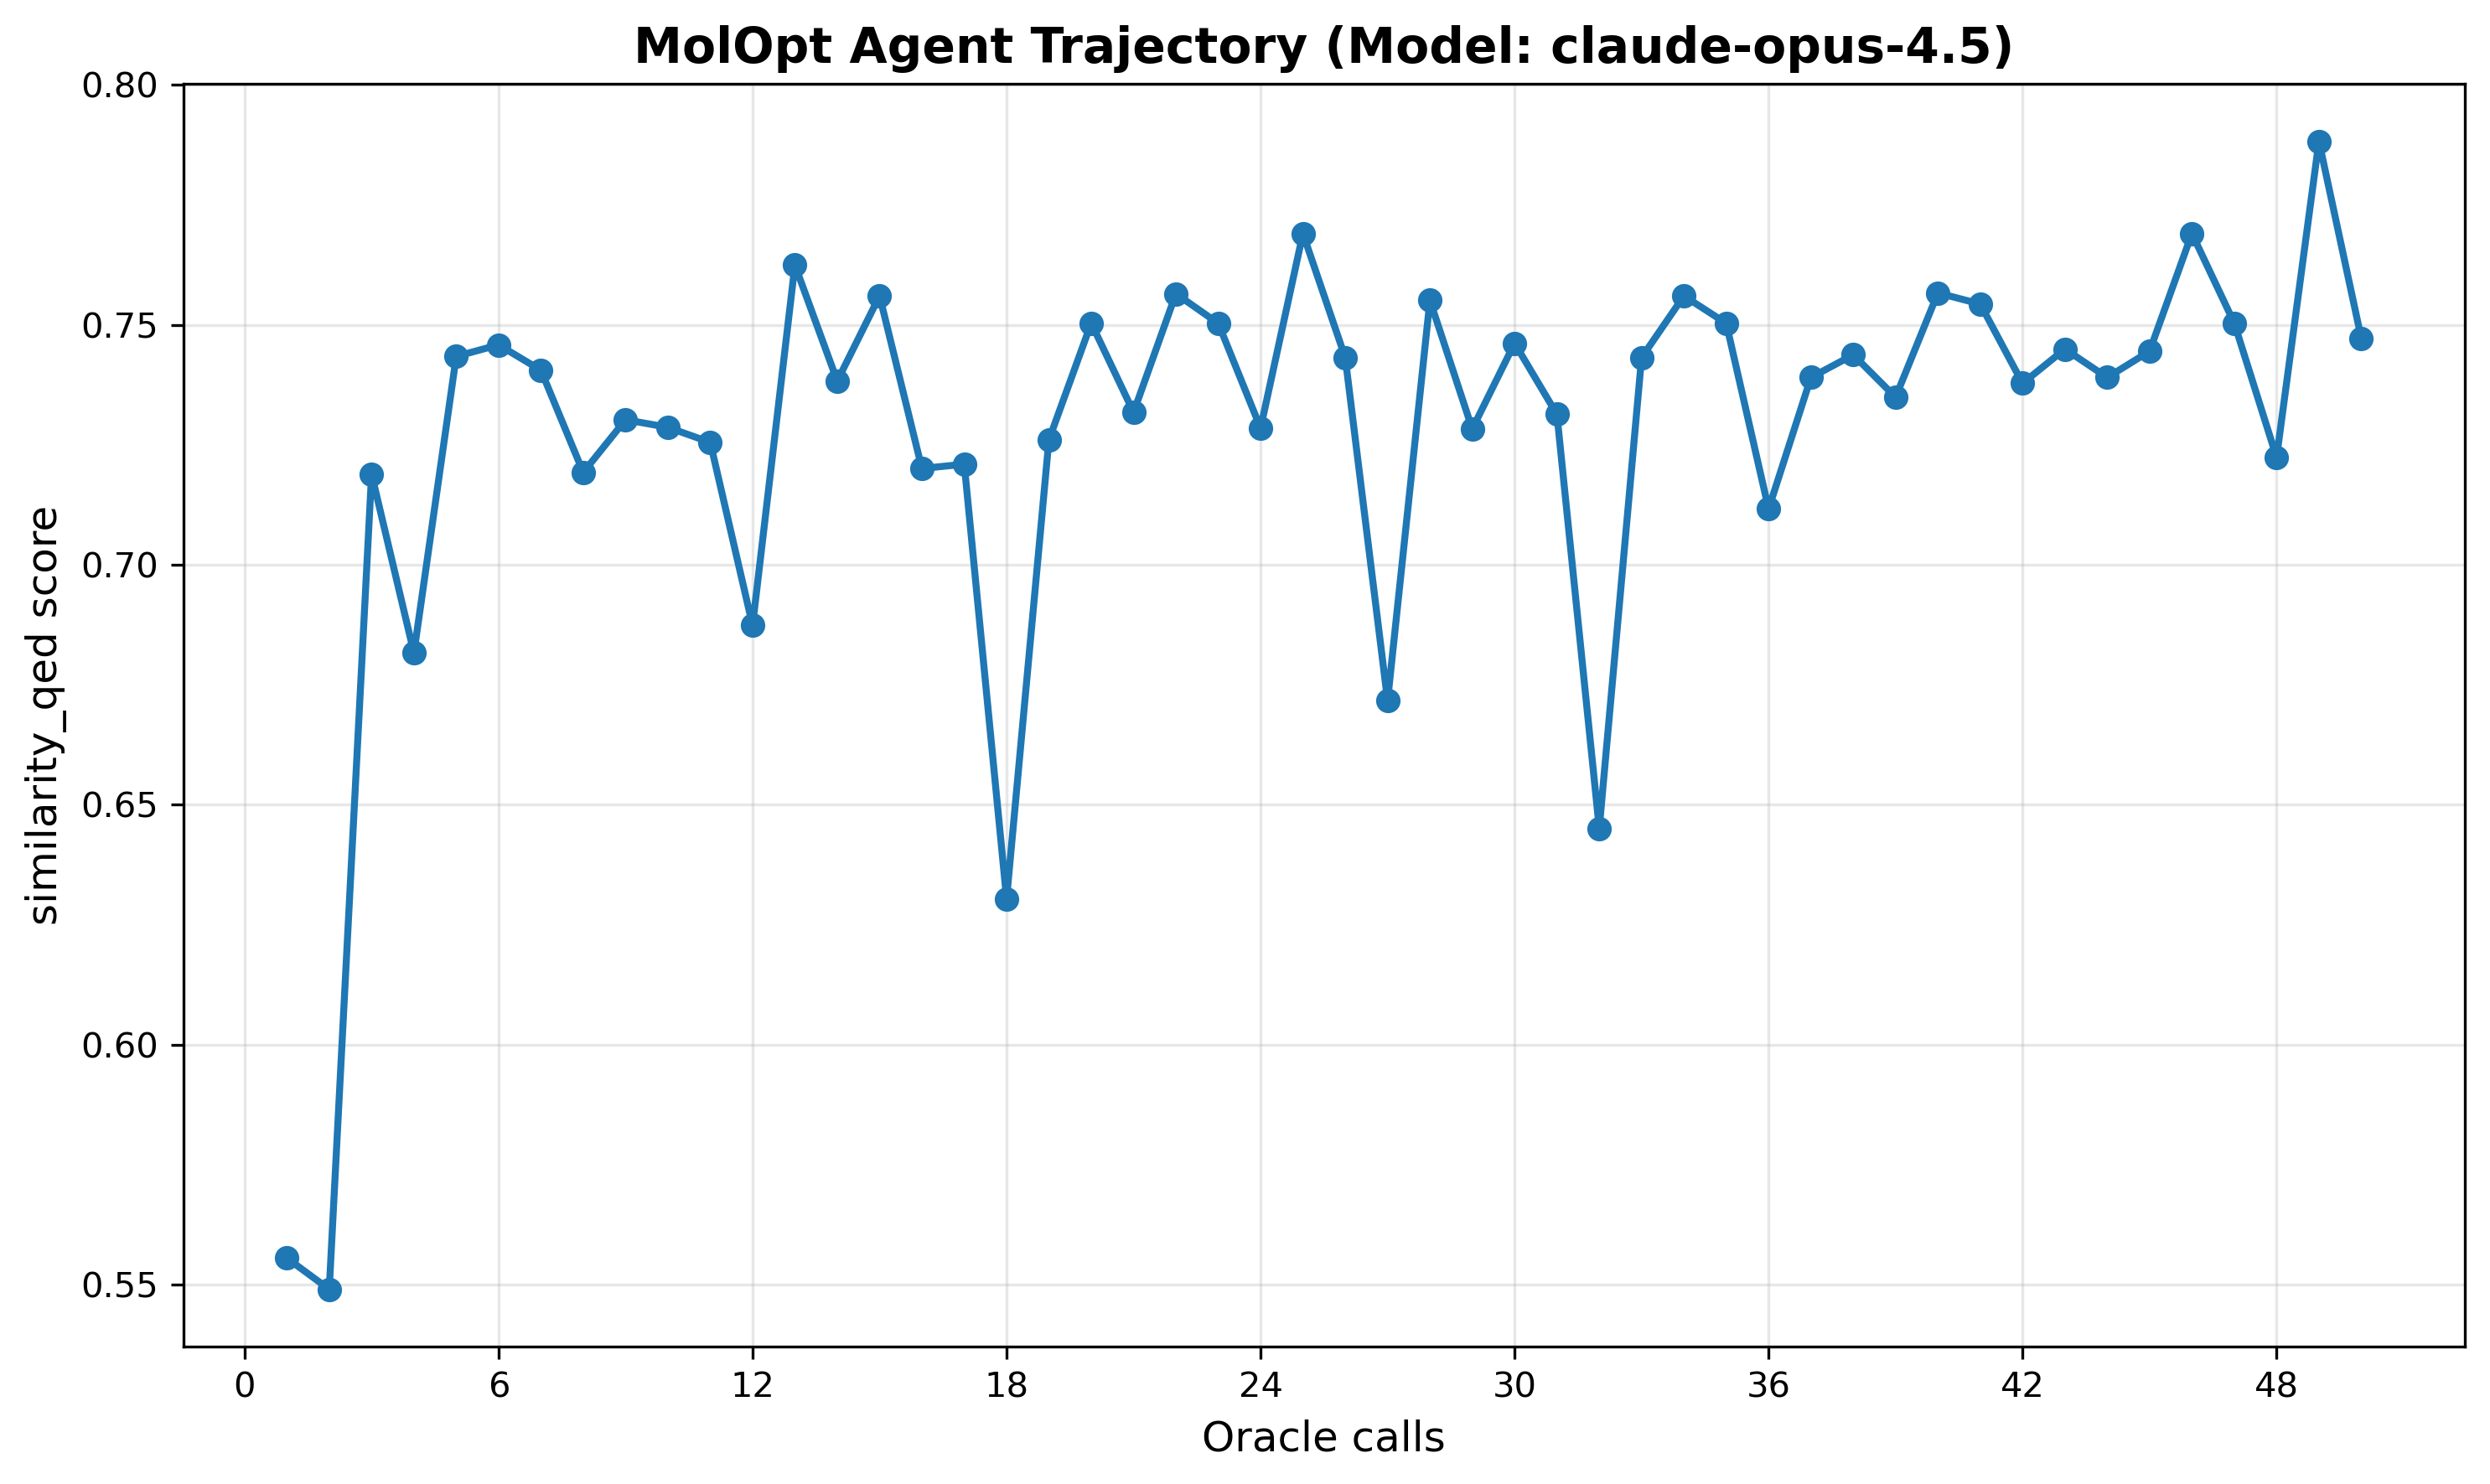 MolOpt Agent Trajectory (Model: claude-opus-4.5)
similarity_qed score
0.80
0.75
0.70
0.65
0.60
0.55
0 6 12 18 24 30 36 42 48
Oracle calls